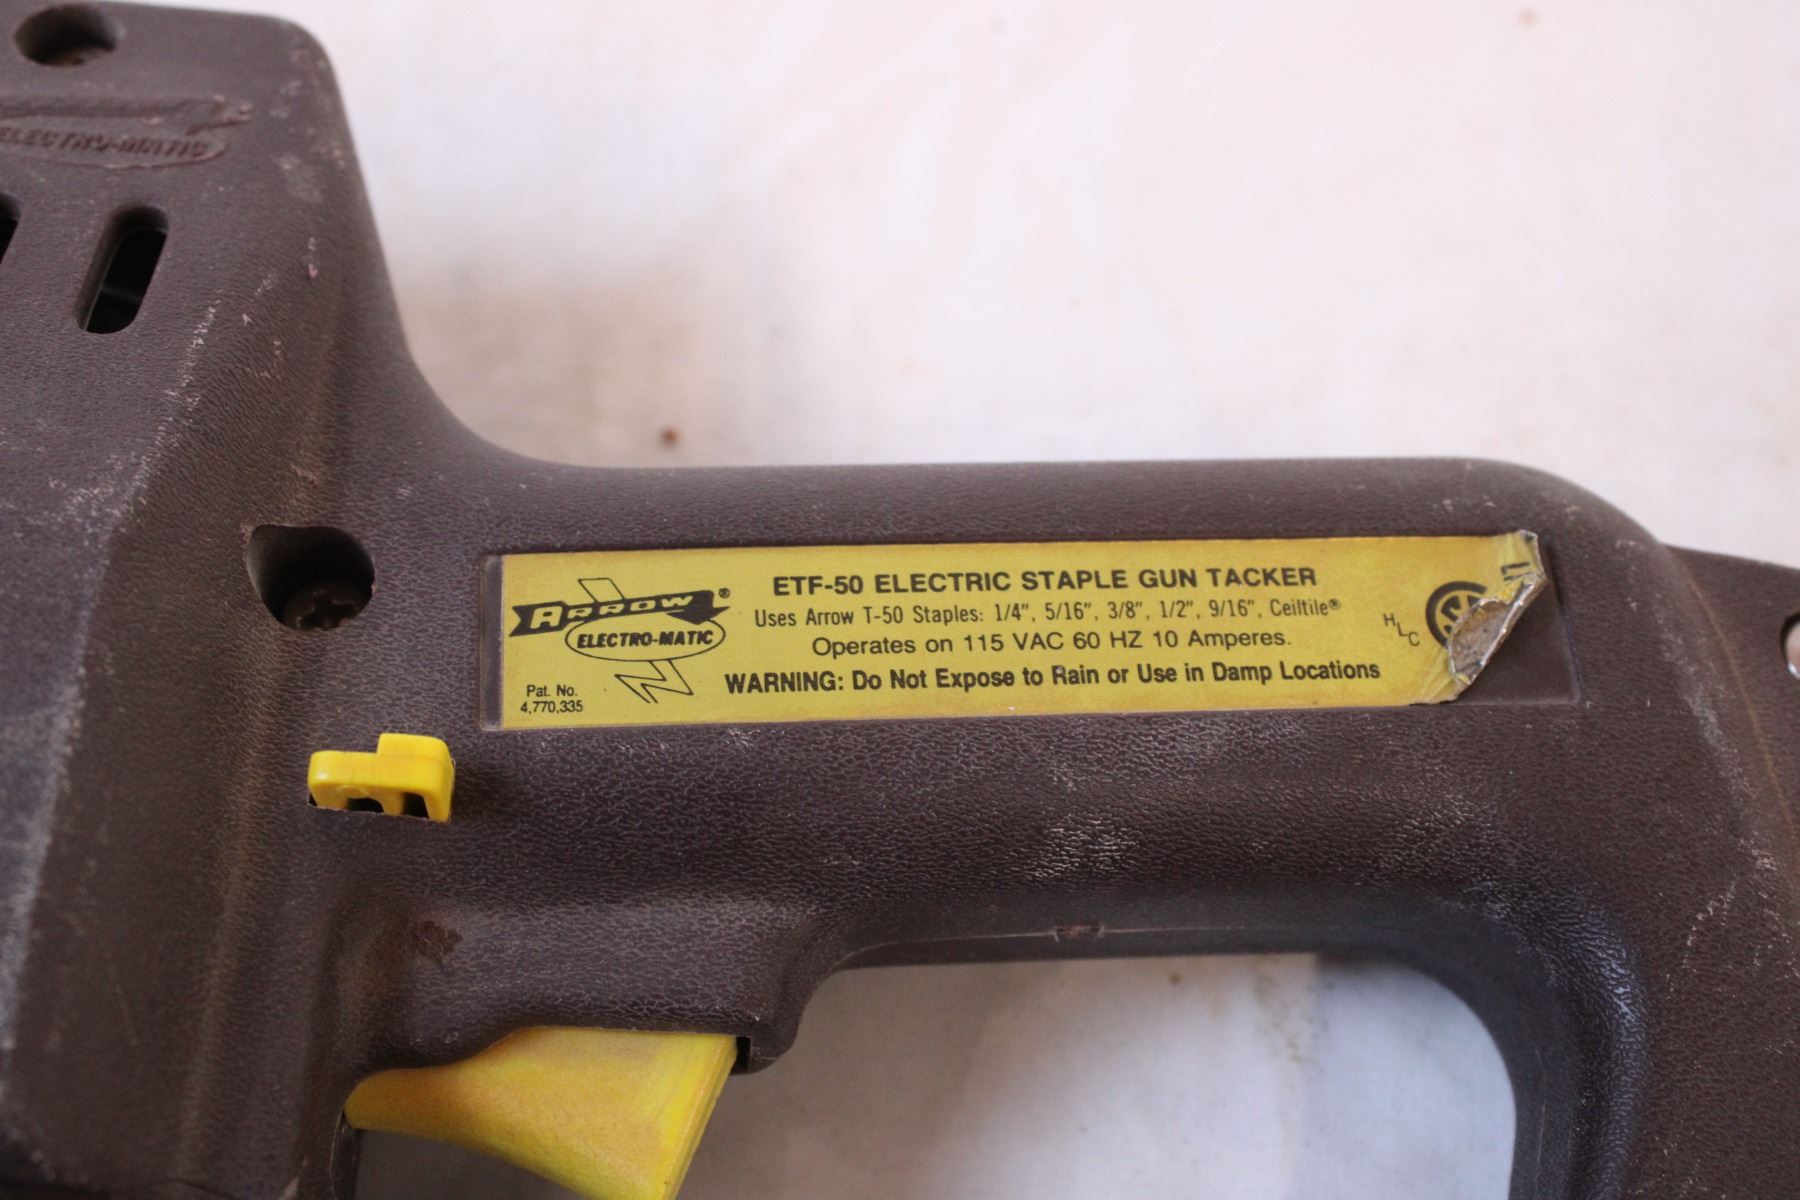 ELECTRO-MATIC
ARROW®
ELECTRO-MATIC
Pat. No.
4,770,335
ETF-50 ELECTRIC STAPLE GUN TACKER
Uses Arrow T-50 Staples: 1/4", 5/16", 3/8", 1/2", 9/16", Ceiltile®
Operates on 115 VAC 60 HZ 10 Amperes.
WARNING: Do Not Expose to Rain or Use in Damp Locations
HLC